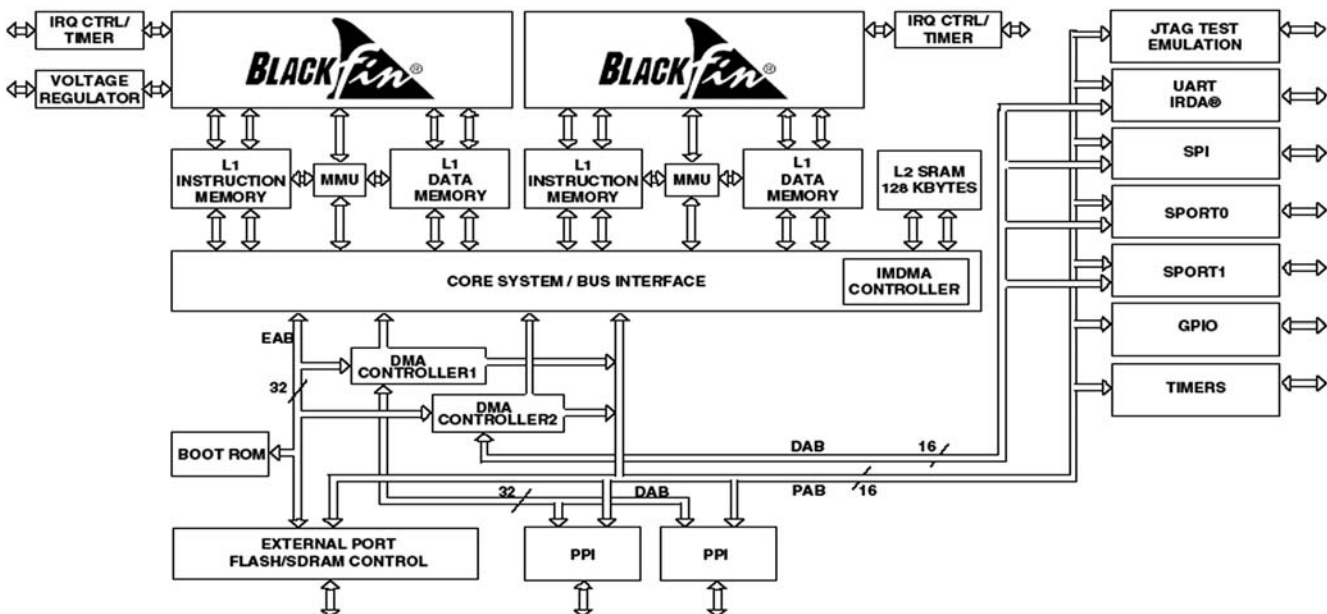 IRQ CTRL/
TIMER
VOLTAGE
REGULATOR
BLACKfin®
BLACKfin®
IRQ CTRL/
TIMER
JTAG TEST
EMULATION
UART
IRDA®
SPI
SPORT0
SPORT1
GPIO
TIMERS
L1
INSTRUCTION
MEMORY
MMU
L1
DATA
MEMORY
L1
INSTRUCTION
MEMORY
MMU
L1
DATA
MEMORY
L2 SRAM
128 KBYTES
CORE SYSTEM / BUS INTERFACE
IMDMA
CONTROLLER
EAB
32
DMA
CONTROLLER1
DMA
CONTROLLER2
BOOT ROM
DAB
16
PAB
16
32
DAB
EXTERNAL PORT
FLASH/SDRAM CONTROL
PPI
PPI